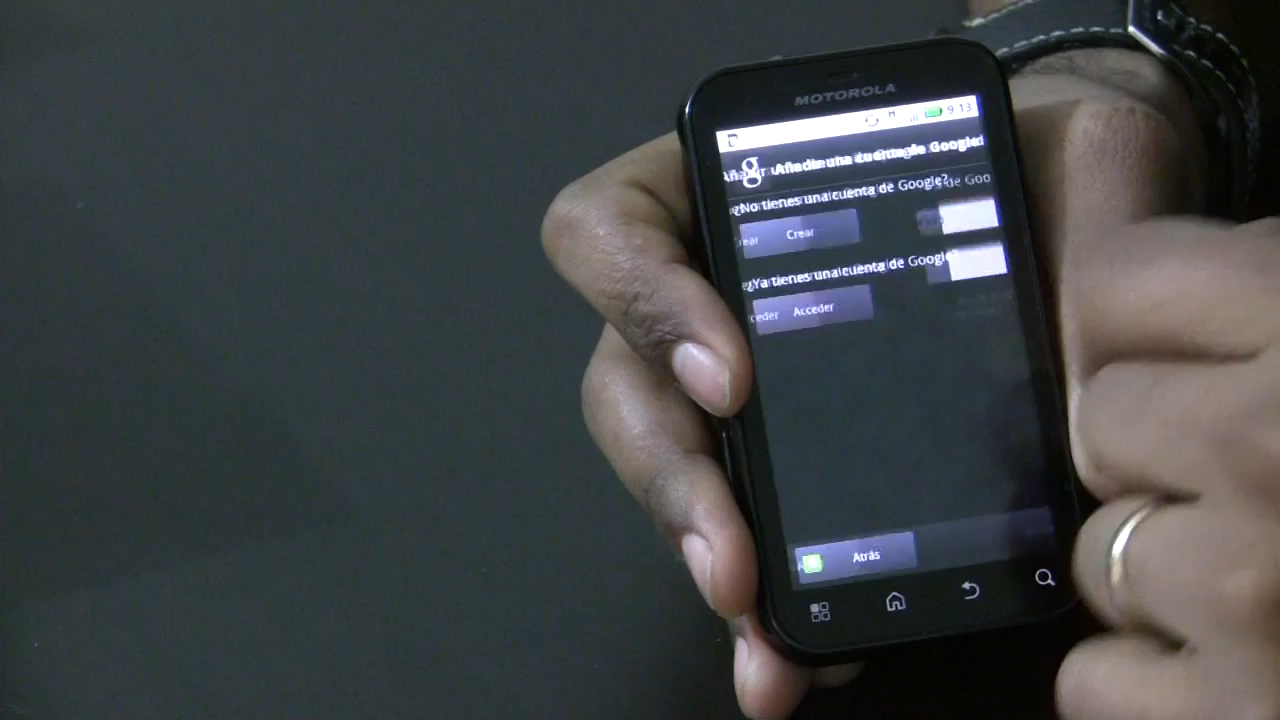 MOTOROLA
9:13
Añade una cuenta de Google
¿No tienes una cuenta de Google?
Crear
¿Ya tienes una cuenta de Google?
Acceder
Atrás